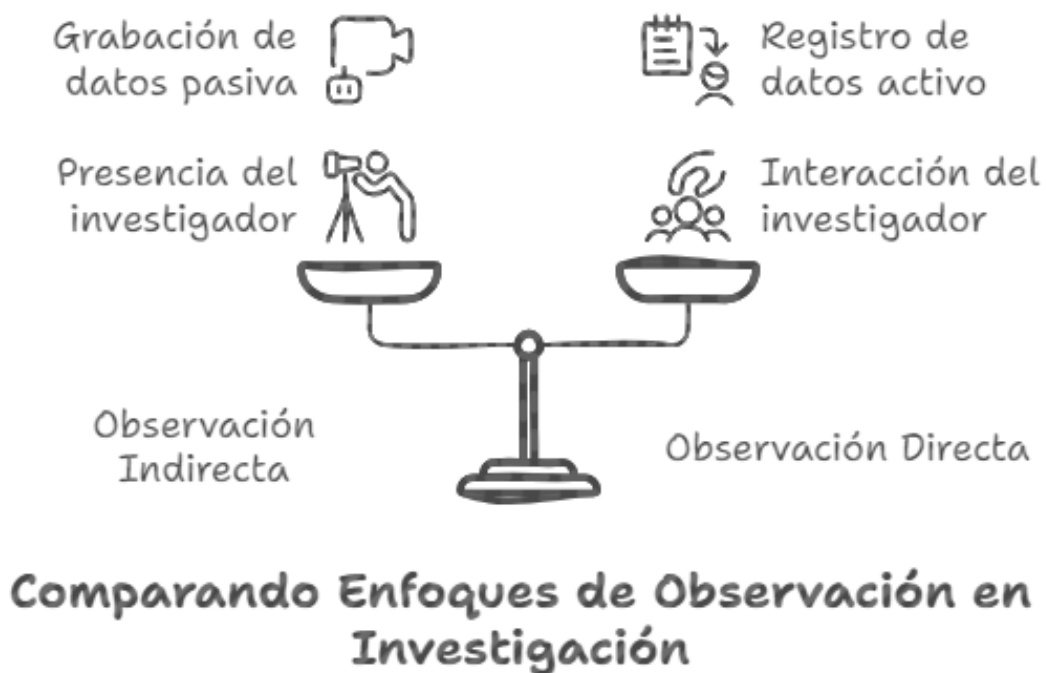 Grabación de
datos pasiva
Registro de
datos activo
Presencia del
investigador
Interacción del
investigador
Observación
Indirecta
Observación Directa
Comparando Enfoques de Observación en
Investigación